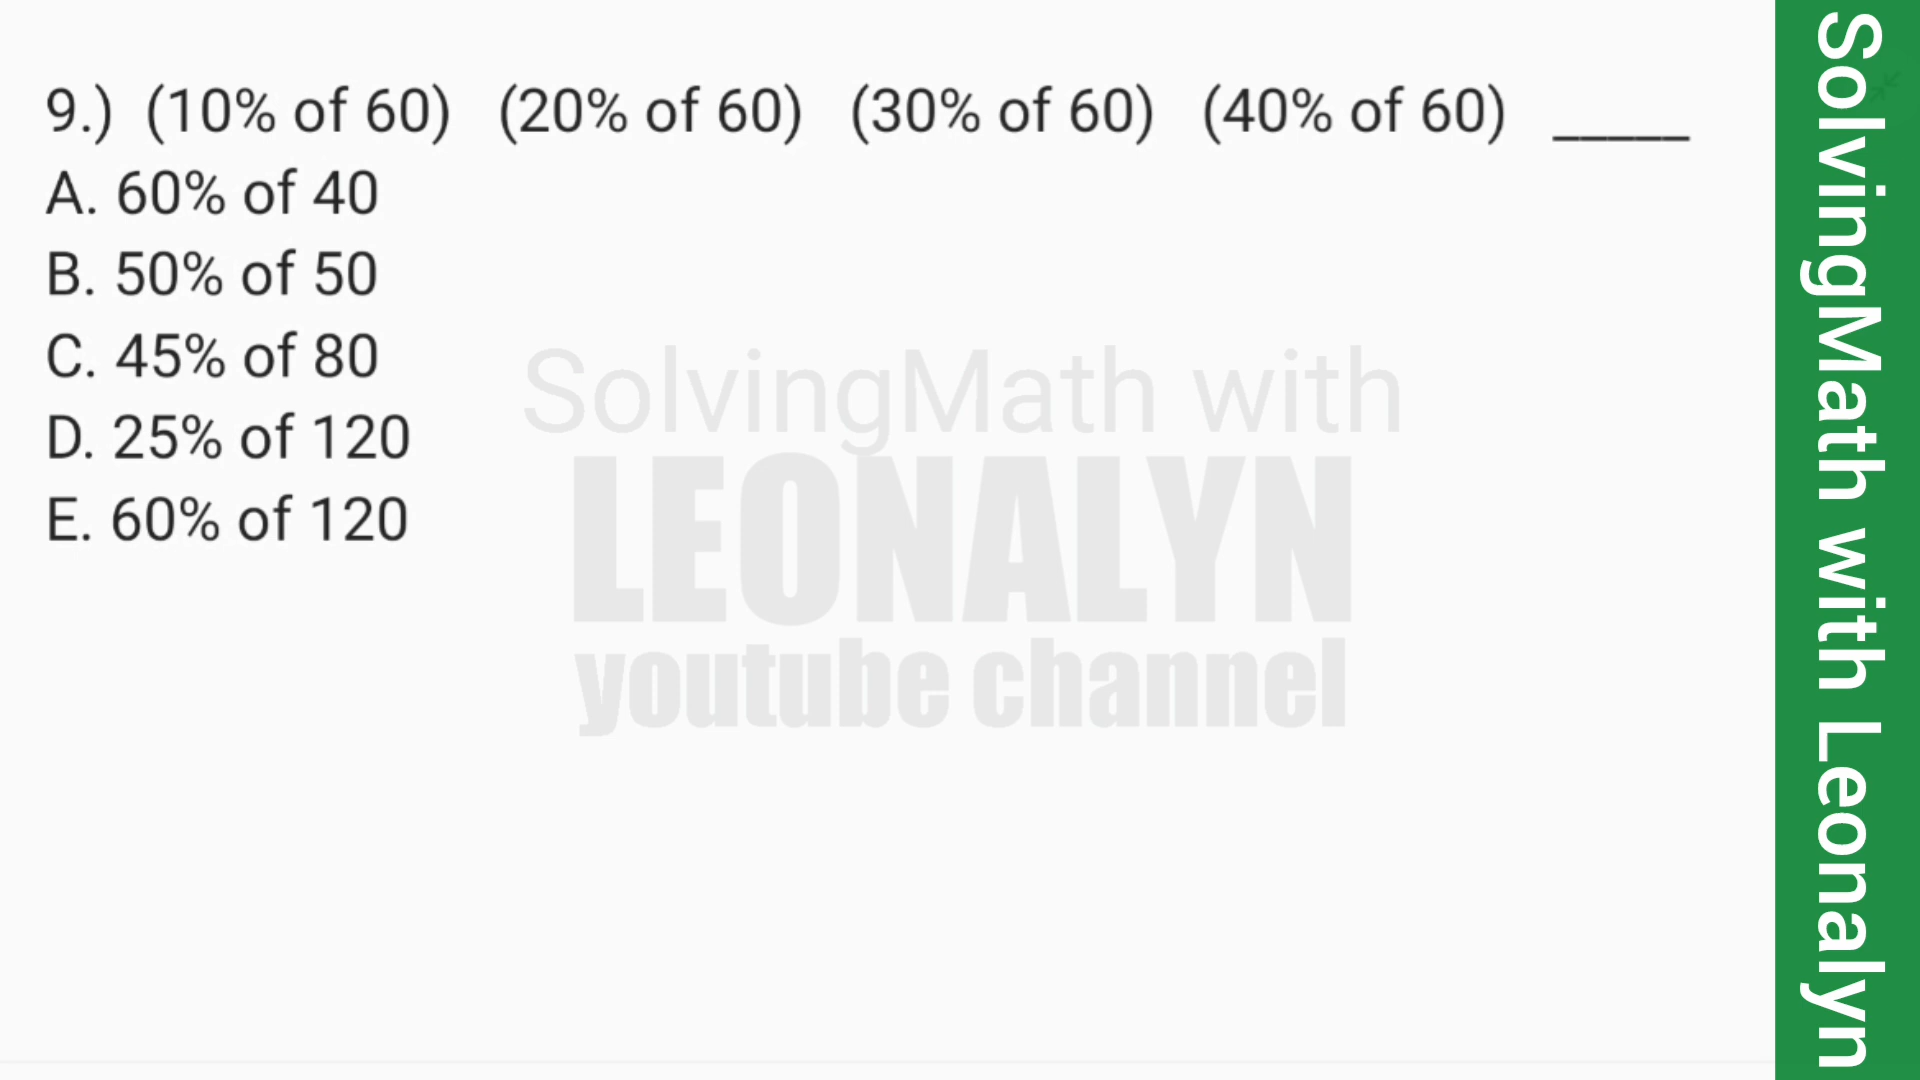 9.) (10% of 60) (20% of 60) (30% of 60) (40% of 60) _____
A. 60% of 40
B. 50% of 50
C. 45% of 80
D. 25% of 120
E. 60% of 120
SolvingMath with
LEONALYN
youtube channel
SolvingMath with Leonalyn